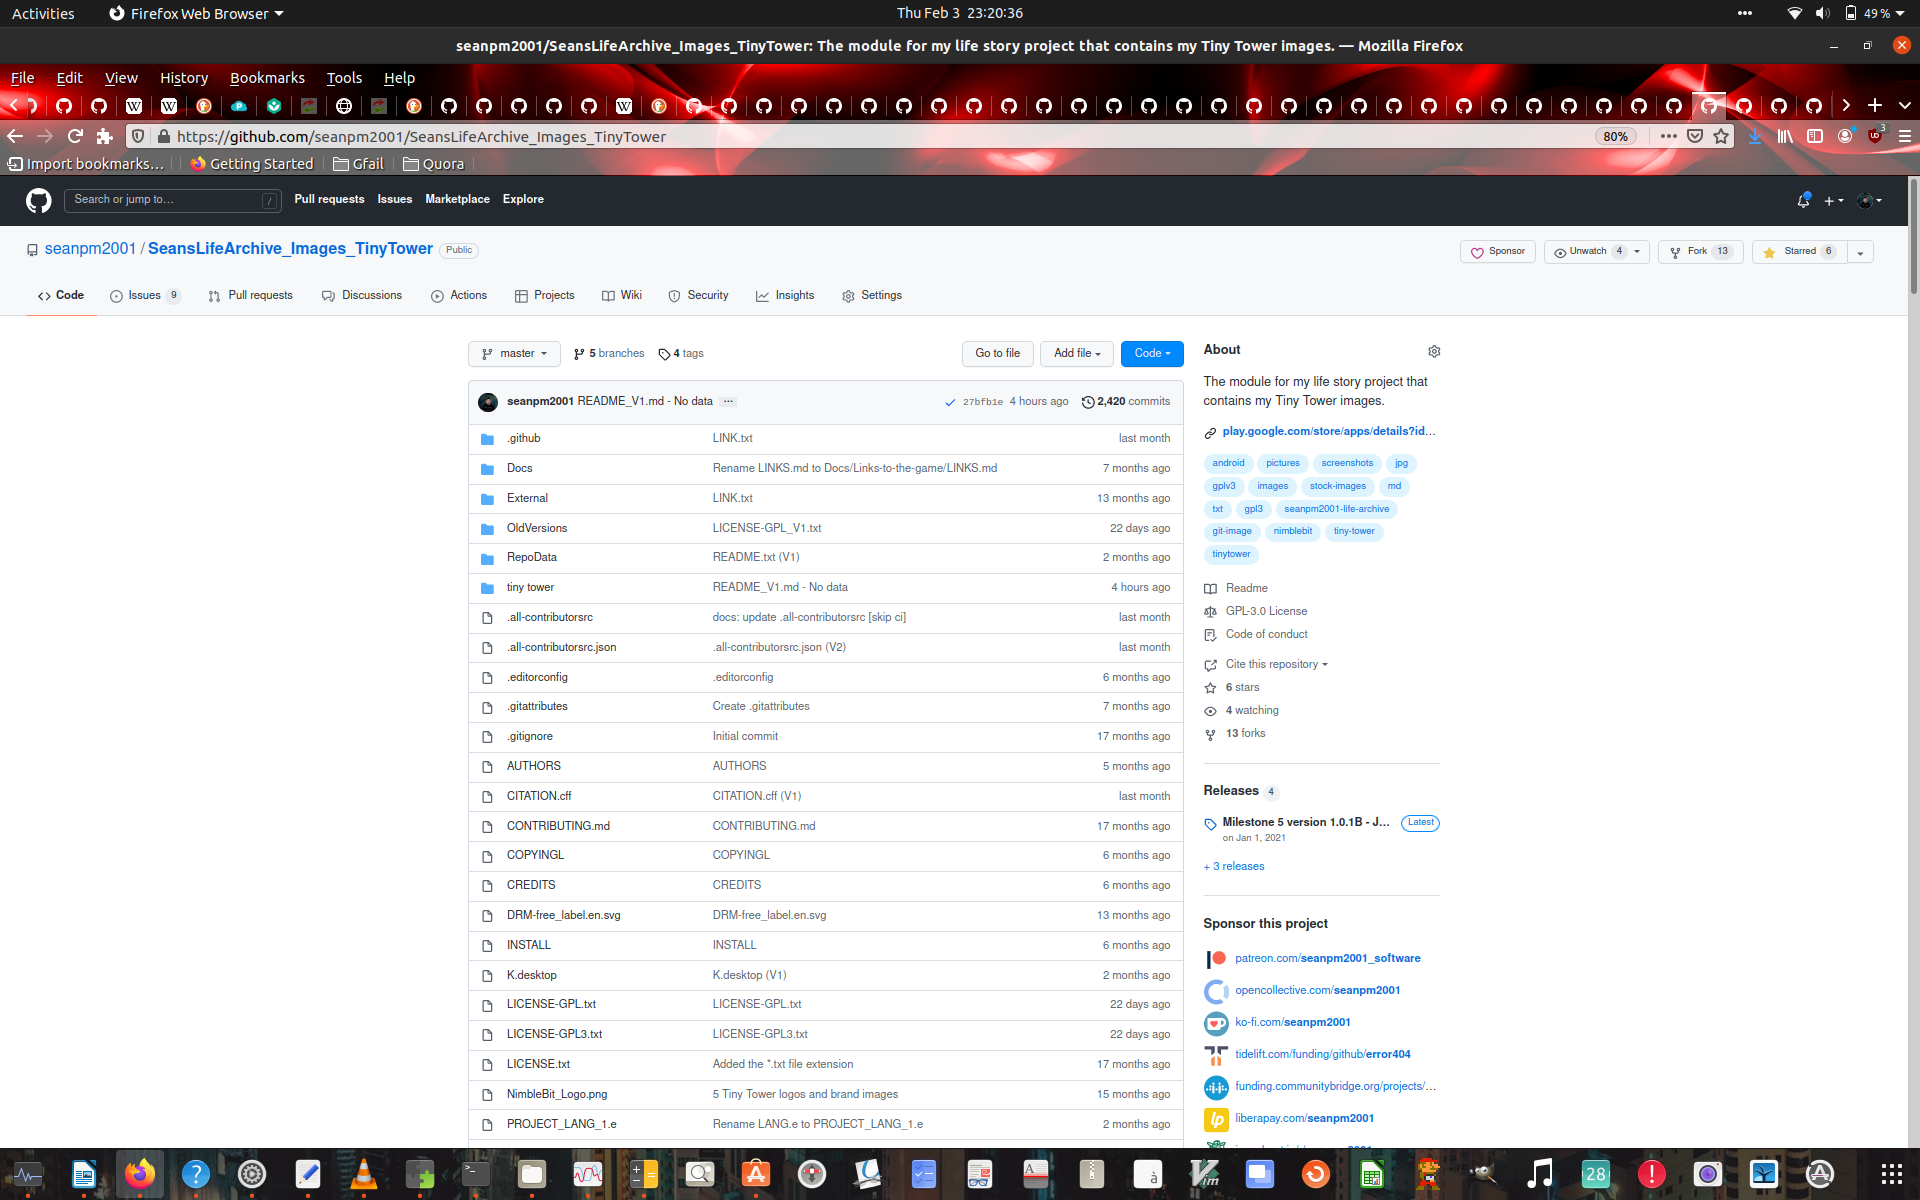 Activities
Firefox Web Browser
Thu Feb 3 23:20:36
49 %
seanpm2001/SeansLifeArchive_Images_TinyTower: The module for my life story project that contains my Tiny Tower images. — Mozilla Firefox
File Edit View History Bookmarks Tools Help
https://github.com/seanpm2001/SeansLifeArchive_Images_TinyTower
80%
3
Import bookmarks…
Getting Started
Gfail
Quora
Search or jump to…
/
Pull requests Issues Marketplace Explore
seanpm2001 / SeansLifeArchive_Images_TinyTower Public
Sponsor
Unwatch 4
Fork 13
Starred 6
Code
Issues 9
Pull requests
Discussions
Actions
Projects
Wiki
Security
Insights
Settings
master
5 branches
4 tags
Go to file
Add file
Code
seanpm2001 README_V1.md - No data ...
27bfb1e 4 hours ago
2,420 commits
.github LINK.txt last month
Docs Rename LINKS.md to Docs/Links-to-the-game/LINKS.md 7 months ago
External LINK.txt 13 months ago
OldVersions LICENSE-GPL_V1.txt 22 days ago
RepoData README.txt (V1) 2 months ago
tiny tower README_V1.md - No data 4 hours ago
.all-contributorsrc docs: update .all-contributorsrc [skip ci] last month
.all-contributorsrc.json .all-contributorsrc.json (V2) last month
.editorconfig .editorconfig 6 months ago
.gitattributes Create .gitattributes 7 months ago
.gitignore Initial commit 17 months ago
AUTHORS AUTHORS 5 months ago
CITATION.cff CITATION.cff (V1) last month
CONTRIBUTING.md CONTRIBUTING.md 17 months ago
COPYINGL COPYINGL 6 months ago
CREDITS CREDITS 6 months ago
DRM-free_label.en.svg DRM-free_label.en.svg 13 months ago
INSTALL INSTALL 6 months ago
K.desktop K.desktop (V1) 2 months ago
LICENSE-GPL.txt LICENSE-GPL.txt 22 days ago
LICENSE-GPL3.txt LICENSE-GPL3.txt 22 days ago
LICENSE.txt Added the *.txt file extension 17 months ago
NimbleBit_Logo.png 5 Tiny Tower logos and brand images 15 months ago
PROJECT_LANG_1.e Rename LANG.e to PROJECT_LANG_1.e 2 months ago
About
The module for my life story project that
contains my Tiny Tower images.
play.google.com/store/apps/details?id…
android pictures screenshots jpg
gplv3 images stock-images md
txt gpl3 seanpm2001-life-archive
git-image nimblebit tiny-tower
tinytower
Readme
GPL-3.0 License
Code of conduct
Cite this repository
6 stars
4 watching
13 forks
Releases 4
Milestone 5 version 1.0.1B - J… Latest
on Jan 1, 2021
+ 3 releases
Sponsor this project
patreon.com/seanpm2001_software
opencollective.com/seanpm2001
ko-fi.com/seanpm2001
tidelift.com/funding/github/error404
funding.communitybridge.org/projects/…
liberapay.com/seanpm2001
28